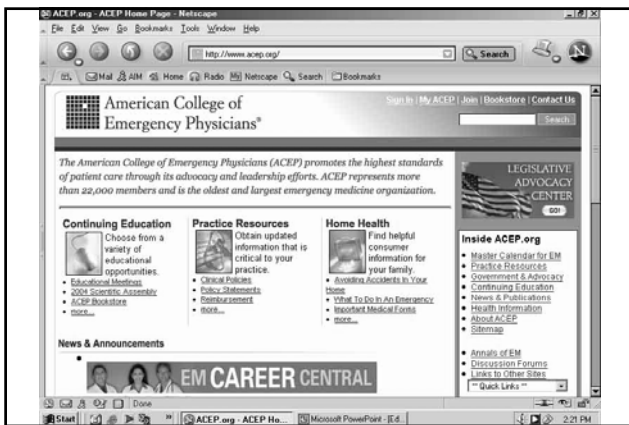 ACEP.org - ACEP Home Page - Netscape
File Edit View Go Bookmarks Tools Window Help
http://www.acep.org/
Search
Mail AIM Home Radio Netscape Search Bookmarks
American College of
Emergency Physicians®
Sign In | My ACEP | Join | Bookstore | Contact Us
Search
The American College of Emergency Physicians (ACEP) promotes the highest standards
of patient care through its advocacy and leadership efforts. ACEP represents more
than 22,000 members and is the oldest and largest emergency medicine organization.
LEGISLATIVE
ADVOCACY
CENTER
GO!
Continuing Education
Choose from a
variety of
educational
opportunities.
Educational Meetings
2004 Scientific Assembly
ACEP Bookstore
more...
Practice Resources
Obtain updated
information that is
critical to your
practice.
Clinical Policies
Policy Statements
Reimbursement
more...
Home Health
Find helpful
consumer
information for
your family.
Avoiding Accidents In Your
Home
What To Do In An Emergency
Important Medical Forms
more...
Inside ACEP.org
Master Calendar for EM
Practice Resources
Government & Advocacy
Continuing Education
News & Publications
Health Information
About ACEP
Sitemap
Annals of EM
Discussion Forums
Links to Other Sites
** Quick Links **
News & Announcements
EM CAREER CENTRAL
Done
Start
ACEP.org - ACEP Ho...
Microsoft PowerPoint - [Ed...
2:21 PM